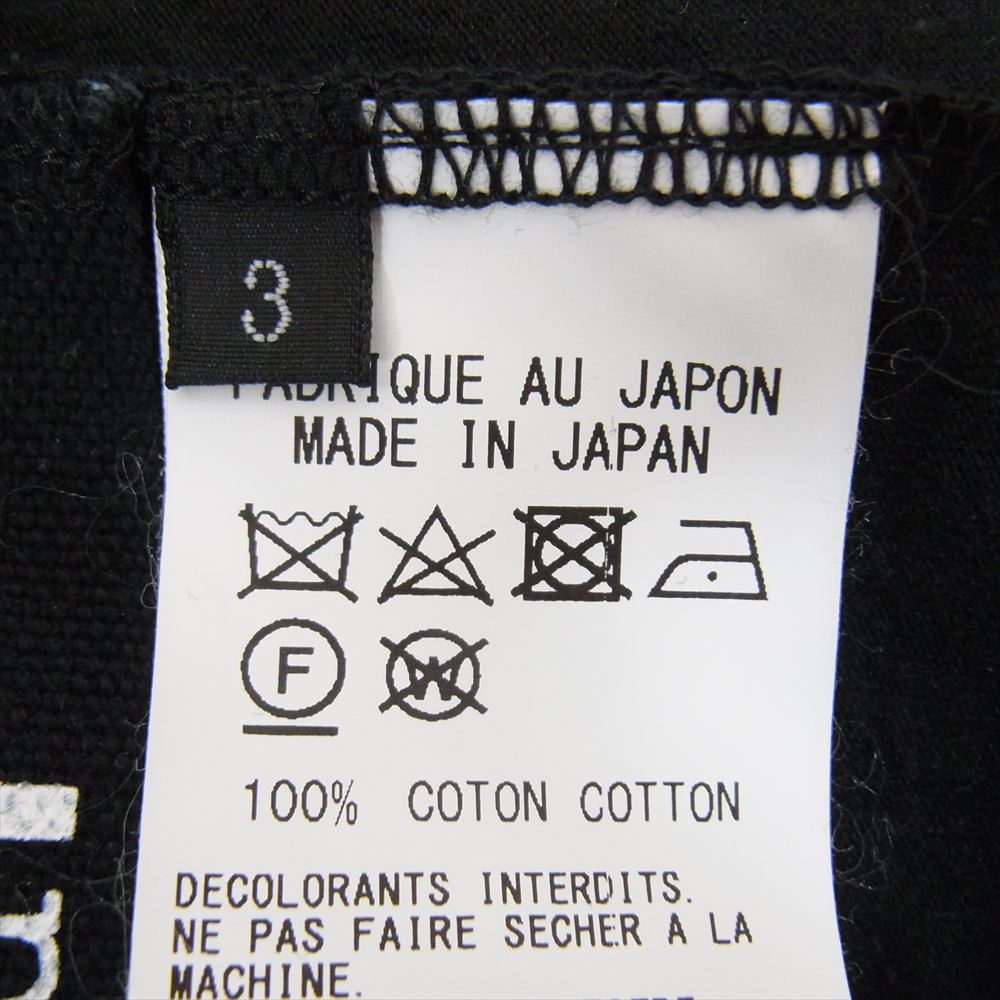 3
FABRIQUE AU JAPON
MADE IN JAPAN
F
W
100% COTON COTTON
DECOLORANTS INTERDITS.
NE PAS FAIRE SECHER A LA
MACHINE.